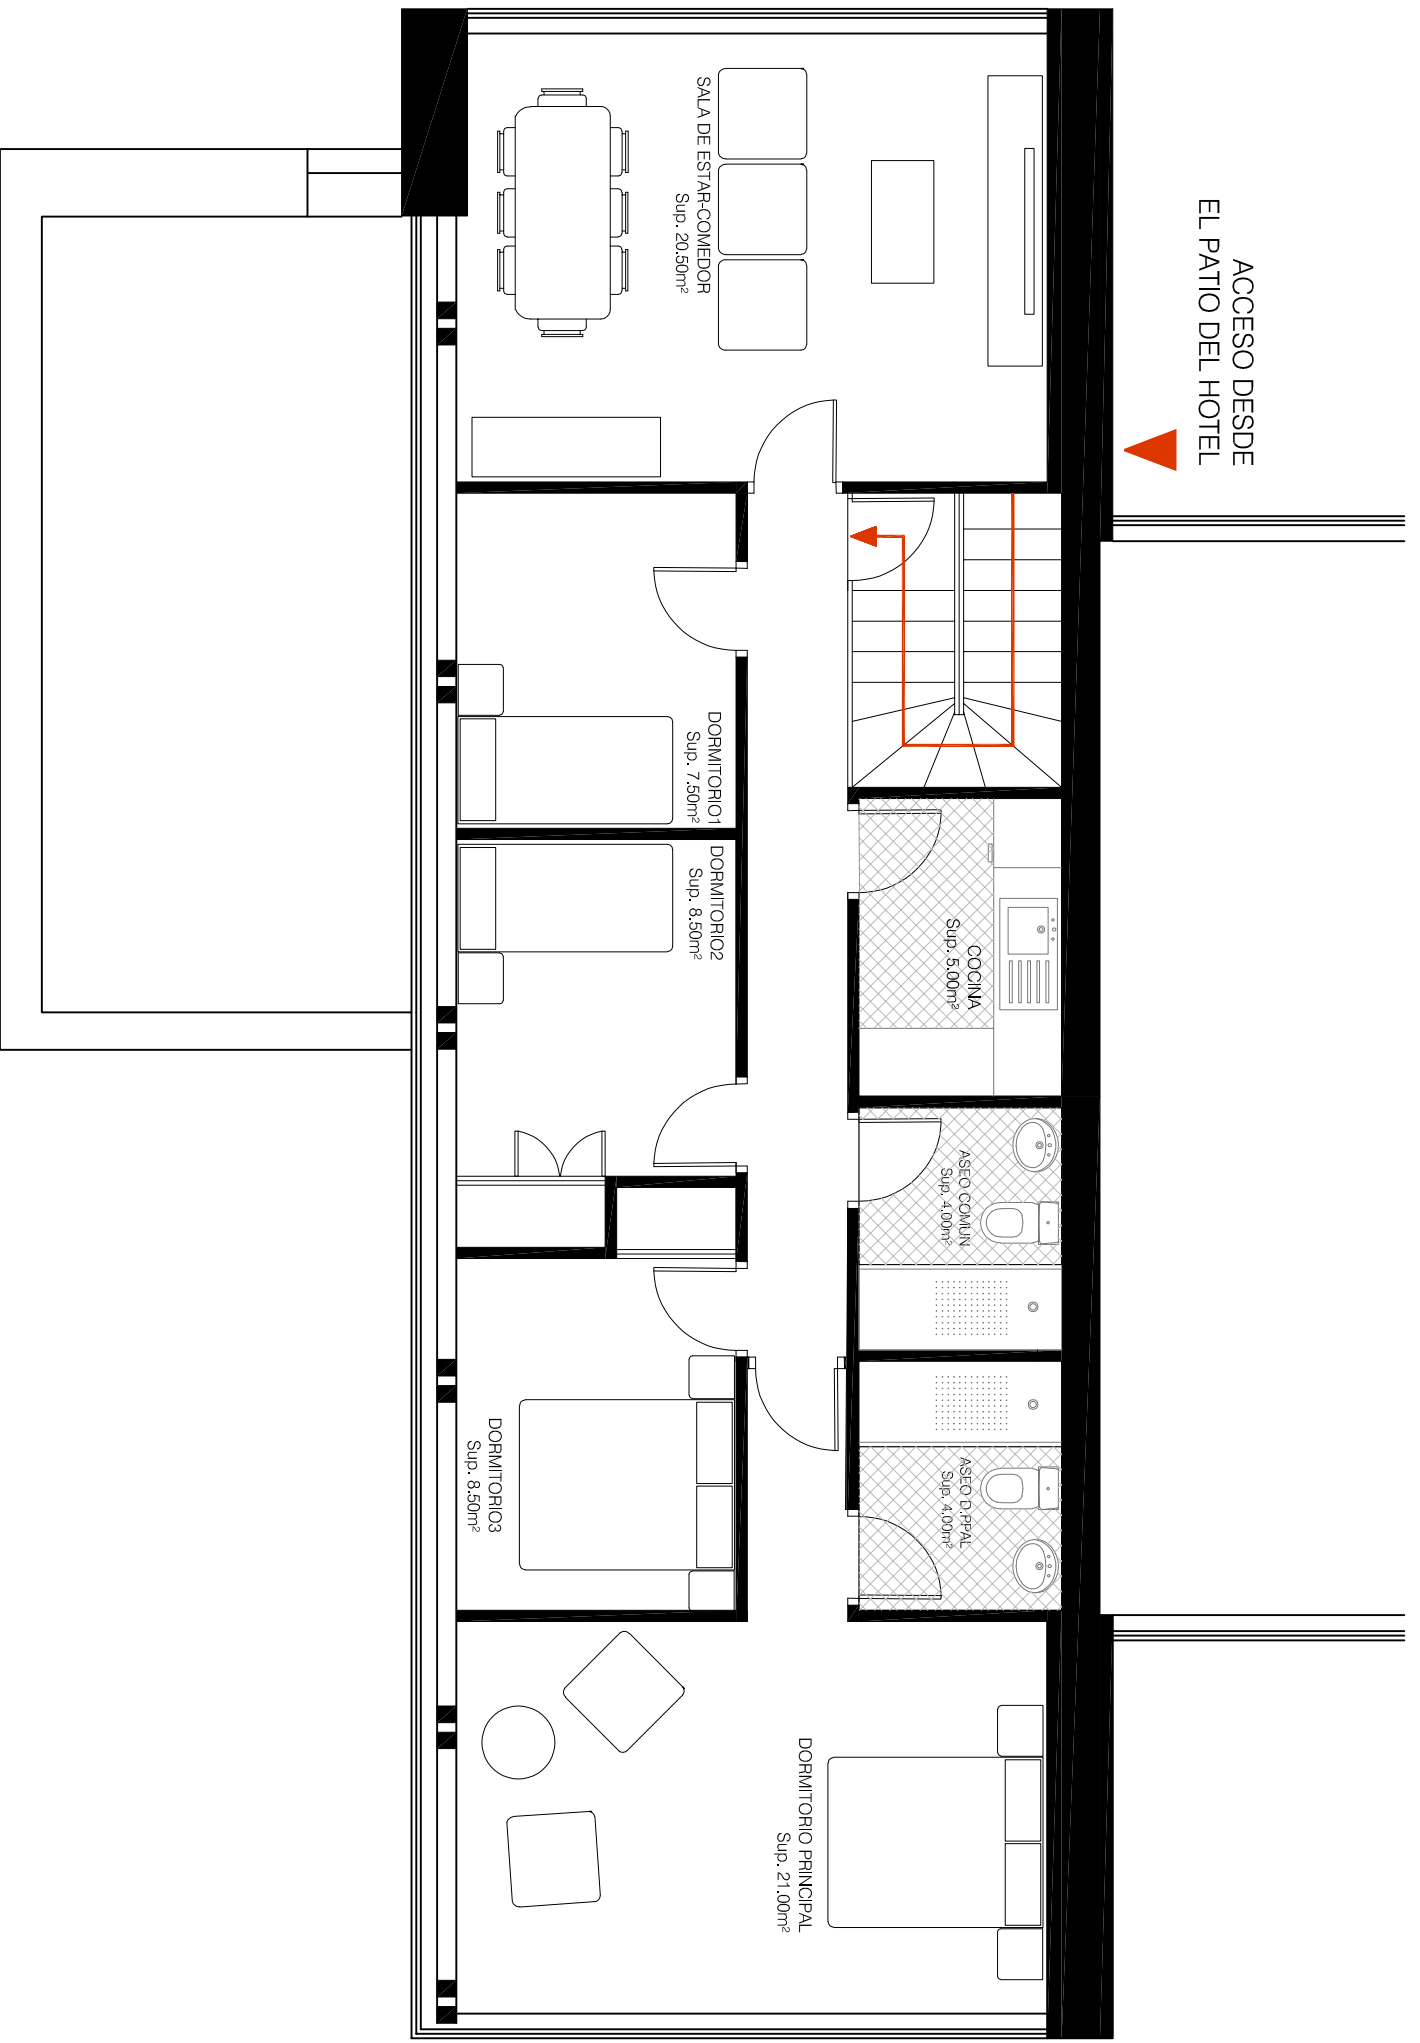 ACCESO DESDE
EL PATIO DEL HOTEL
SALA DE ESTAR-COMEDOR
Sup. 20.50m²
DORMITORIO1
Sup. 7.50m²
DORMITORIO2
Sup. 8.50m²
COCINA
Sup. 5.00m²
ASEO COMUN
Sup. 4.00m²
ASEO D.PPAL
Sup. 4.00m²
DORMITORIO3
Sup. 8.50m²
DORMITORIO PRINCIPAL
Sup. 21.00m²